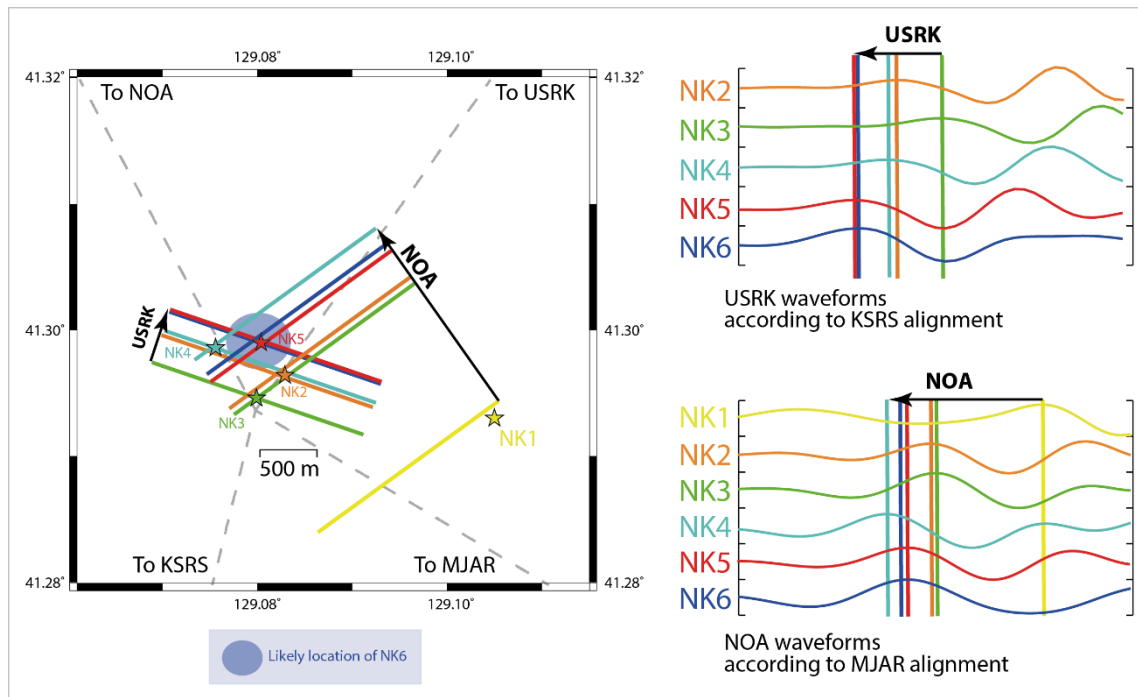 129.08°
129.10°
41.32°
41.32°
To NOA
To USRK
NOA
USRK
NK5
NK4
NK2
NK3
NK1
500 m
41.30°
41.30°
To KSRS
To MJAR
41.28°
41.28°
129.08°
129.10°
Likely location of NK6
USRK
NK2
NK3
NK4
NK5
NK6
USRK waveforms
according to KSRS alignment
NOA
NK1
NK2
NK3
NK4
NK5
NK6
NOA waveforms
according to MJAR alignment